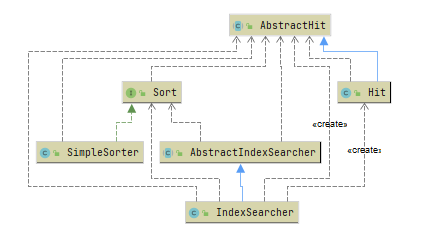 C AbstractHit
I Sort
C Hit
«create»
C SimpleSorter
C AbstractIndexSearcher
«create»
C IndexSearcher